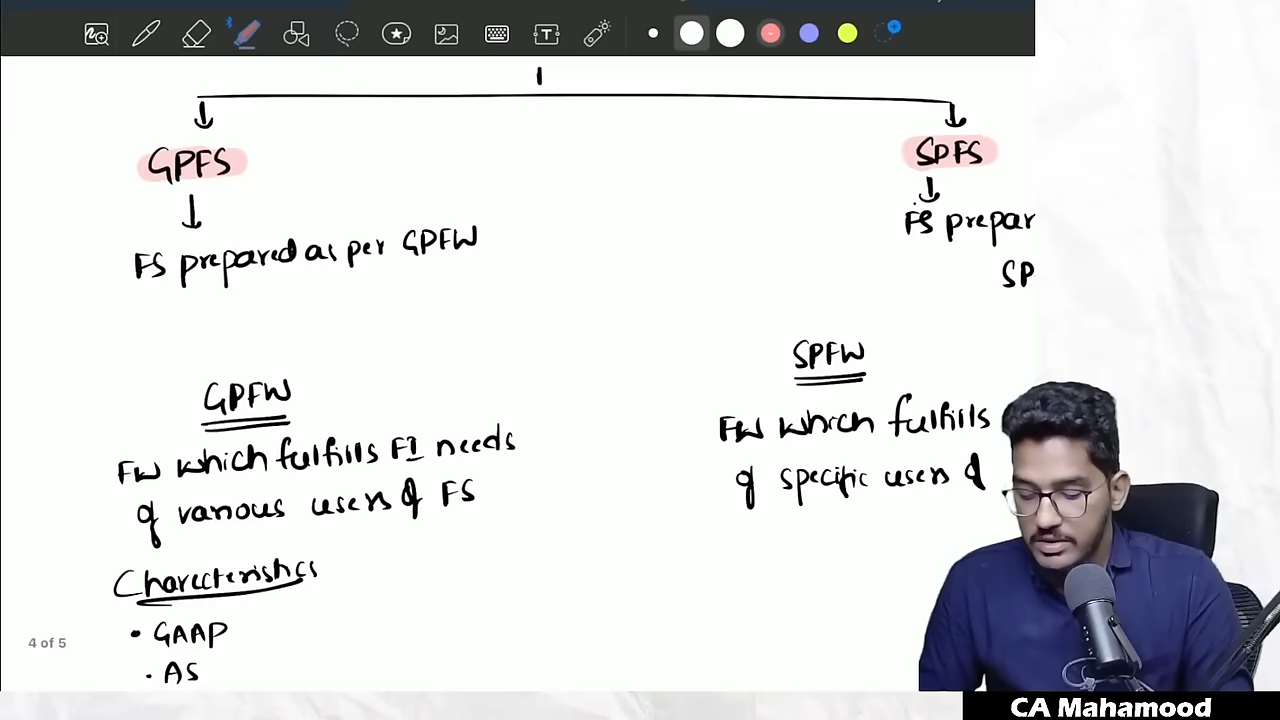 GPFS
SPFS
FS prepared as per GPFW
FS prepar
SP
GPFW
FW which fulfills FI needs
of various users of FS
Charecteristics
• GAAP
• AS
SPFW
FW which fulfills
of specific users of
4 of 5
CA Mahamood